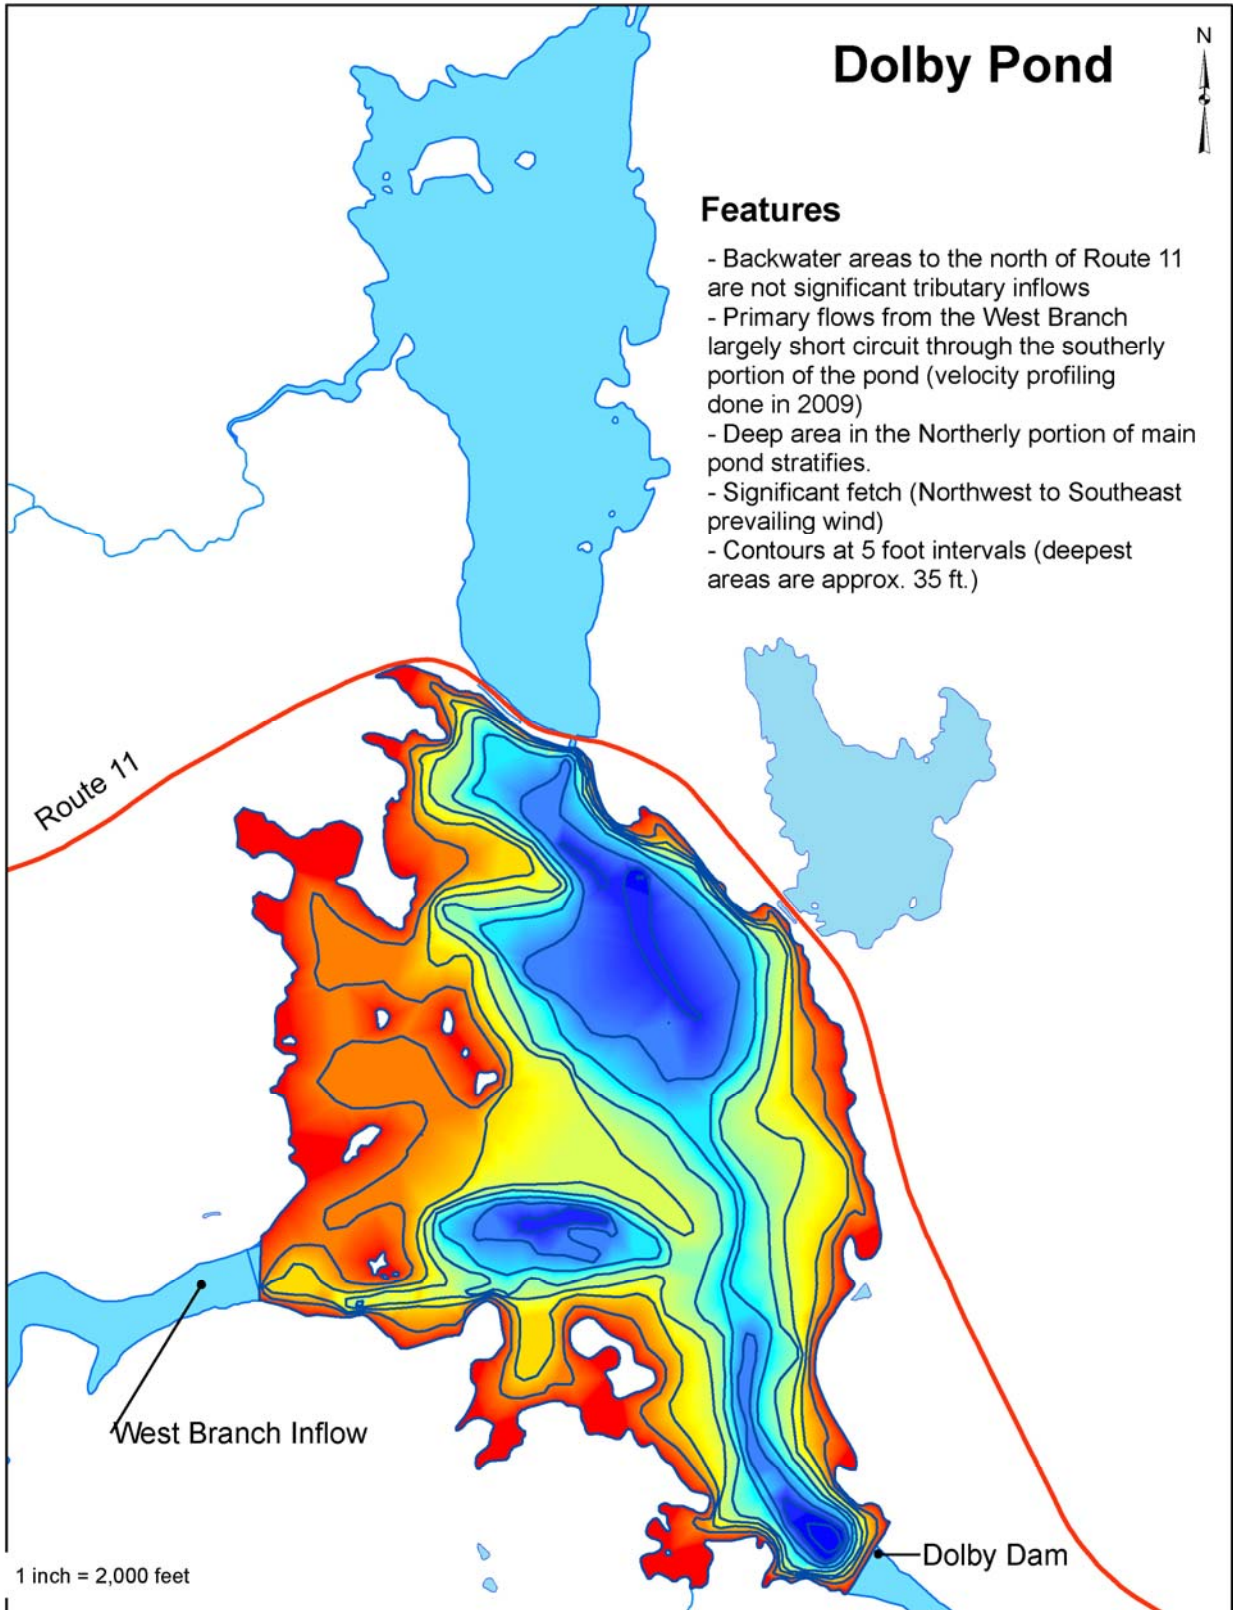 Dolby Pond
N
Features
- Backwater areas to the north of Route 11
are not significant tributary inflows
- Primary flows from the West Branch
largely short circuit through the southerly
portion of the pond (velocity profiling
done in 2009)
- Deep area in the Northerly portion of main
pond stratifies.
- Significant fetch (Northwest to Southeast
prevailing wind)
- Contours at 5 foot intervals (deepest
areas are approx. 35 ft.)
Route 11
West Branch Inflow
Dolby Dam
1 inch = 2,000 feet